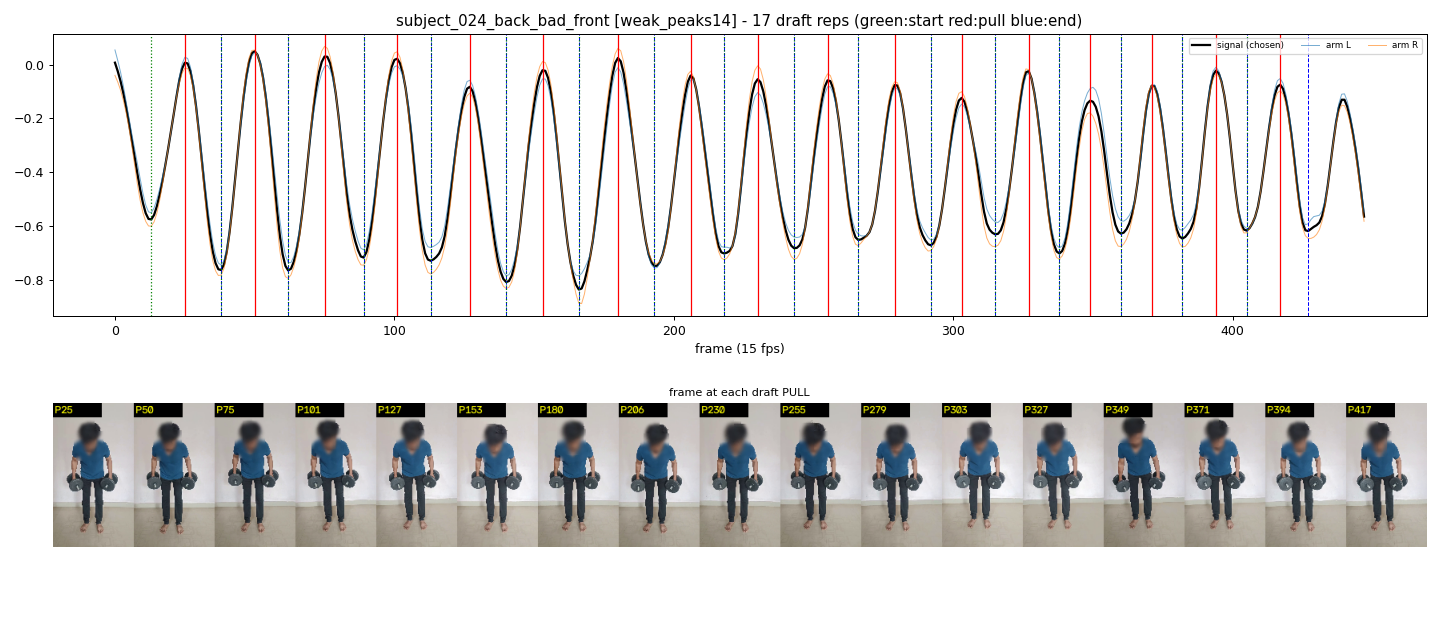 subject_024_back_bad_front [weak_peaks14] - 17 draft reps (green:start red:pull blue:end)
signal (chosen) arm L arm R
0.0
−0.2
−0.4
−0.6
−0.8
0 100 200 300 400
frame (15 fps)
frame at each draft PULL
P25 P50 P75 P101 P127 P153 P180 P206 P230 P255 P279 P303 P327 P349 P371 P394 P417